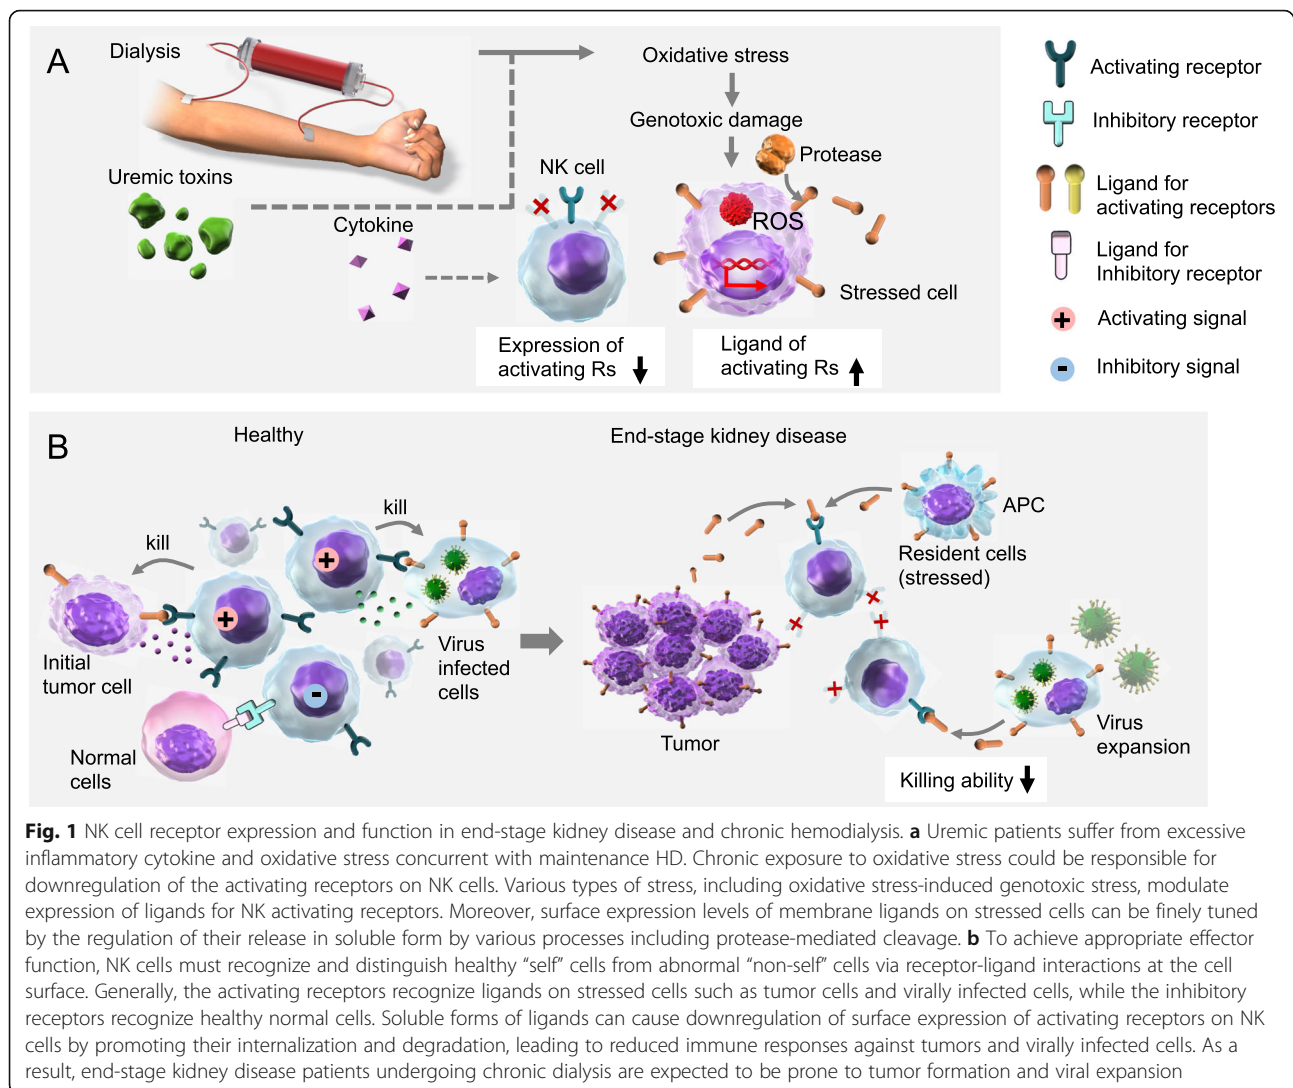 A
Dialysis
Uremic toxins
Cytokine
NK cell
Oxidative stress
Genotoxic damage
Protease
ROS
Stressed cell
Expression of
activating Rs
Ligand of
activating Rs
Activating receptor
Inhibitory receptor
Ligand for
activating receptors
Ligand for
Inhibitory receptor
+ Activating signal
- Inhibitory signal
B
Healthy
kill
kill
+
+
-
Initial
tumor cell
Normal
cells
Virus
infected
cells
End-stage kidney disease
APC
Resident cells
(stressed)
Tumor
Virus
expansion
Killing ability
Fig. 1 NK cell receptor expression and function in end-stage kidney disease and chronic hemodialysis. a Uremic patients suffer from excessive
inflammatory cytokine and oxidative stress concurrent with maintenance HD. Chronic exposure to oxidative stress could be responsible for
downregulation of the activating receptors on NK cells. Various types of stress, including oxidative stress-induced genotoxic stress, modulate
expression of ligands for NK activating receptors. Moreover, surface expression levels of membrane ligands on stressed cells can be finely tuned
by the regulation of their release in soluble form by various processes including protease-mediated cleavage. b To achieve appropriate effector
function, NK cells must recognize and distinguish healthy “self” cells from abnormal “non-self” cells via receptor-ligand interactions at the cell
surface. Generally, the activating receptors recognize ligands on stressed cells such as tumor cells and virally infected cells, while the inhibitory
receptors recognize healthy normal cells. Soluble forms of ligands can cause downregulation of surface expression of activating receptors on NK
cells by promoting their internalization and degradation, leading to reduced immune responses against tumors and virally infected cells. As a
result, end-stage kidney disease patients undergoing chronic dialysis are expected to be prone to tumor formation and viral expansion